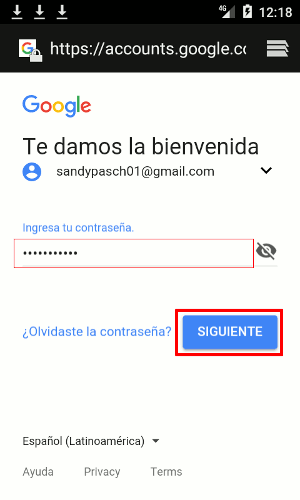 4G 12:18
https://accounts.google.co
Google
Te damos la bienvenida
sandypasch01@gmail.com
Ingresa tu contraseña.
•••••••••••
¿Olvidaste la contraseña? SIGUIENTE
Español (Latinoamérica)
Ayuda Privacy Terms